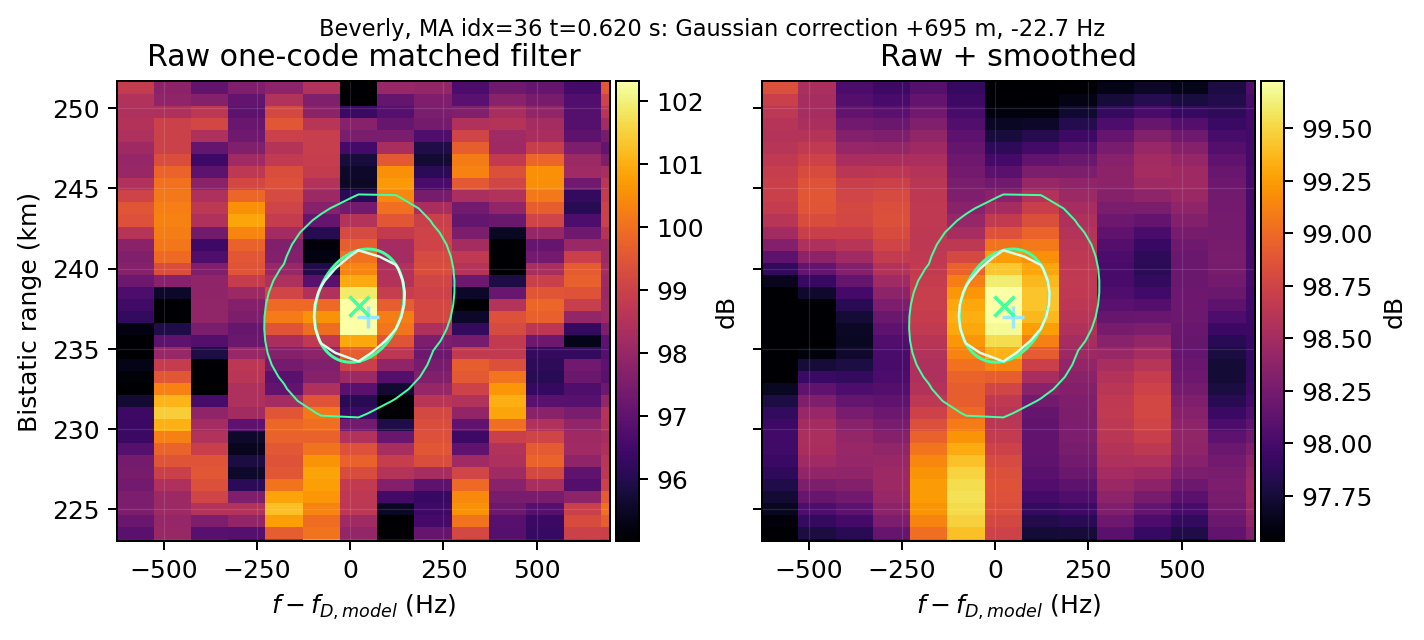 Beverly, MA idx=36 t=0.620 s: Gaussian correction +695 m, -22.7 Hz
Raw one-code matched filter
Raw + smoothed
Bistatic range (km)
250
245
240
235
230
225
−500 −250 0 250 500
f − f_{D, model} (Hz)
102
101
100
99
98
97
96
dB
−500 −250 0 250 500
f − f_{D, model} (Hz)
99.50
99.25
99.00
98.75
98.50
98.25
98.00
97.75
dB